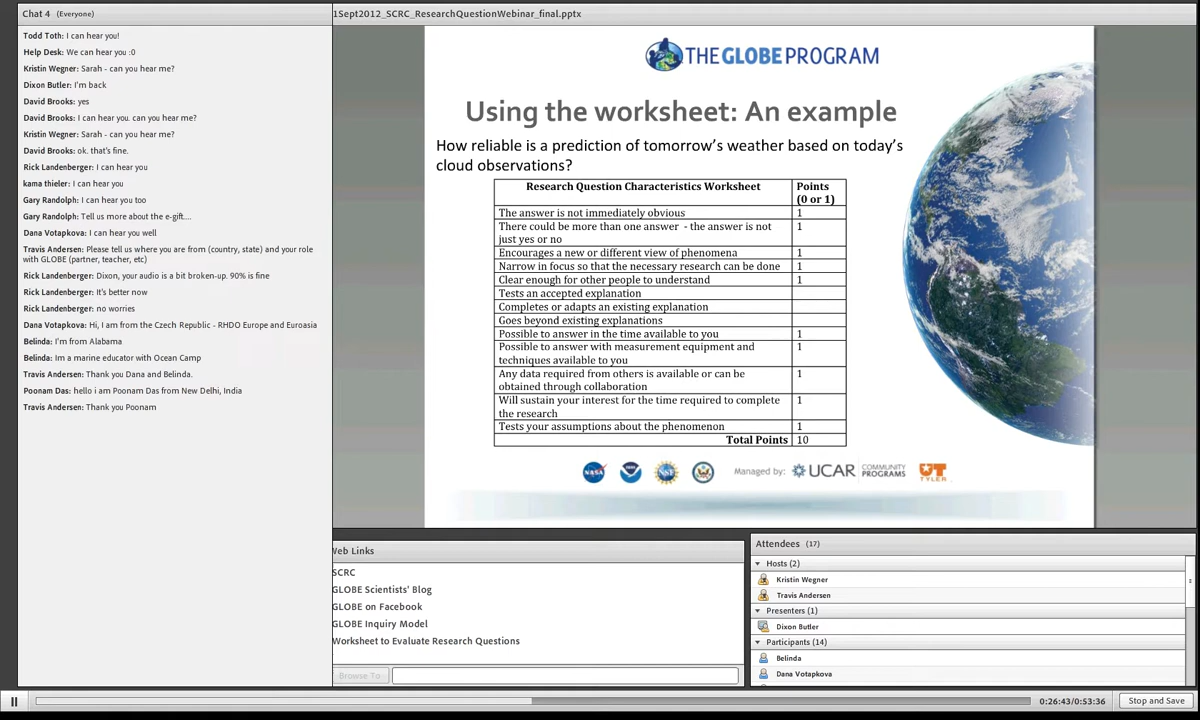 Chat 4 (Everyone)
Todd Toth: I can hear you!
Help Desk: We can hear you :0
Kristin Wegner: Sarah - can you hear me?
Dixon Butler: I'm back
David Brooks: yes
David Brooks: I can hear you. can you hear me?
Kristin Wegner: Sarah - can you hear me?
David Brooks: ok. that's fine.
Rick Landenberger: I can hear you
kama thieler: I can hear you
Gary Randolph: I can hear you too
Gary Randolph: Tell us more about the e-gift....
Dana Votapkova: I can hear you well
Travis Andersen: Please tell us where you are from (country, state) and your role
with GLOBE (partner, teacher, etc)
Rick Landenberger: Dixon, your audio is a bit broken-up. 90% is fine
Rick Landenberger: It's better now
Rick Landenberger: no worries
Dana Votapkova: Hi, I am from the Czech Republic - RHDO Europe and Euroasia
Belinda: I'm from Alabama
Belinda: Im a marine educator with Ocean Camp
Travis Andersen: Thank you Dana and Belinda.
Poonam Das: hello i am Poonam Das from New Delhi, India
Travis Andersen: Thank you Poonam
1Sept2012_SCRC_ResearchQuestionWebinar_final.pptx
THE GLOBE PROGRAM
Using the worksheet: An example
How reliable is a prediction of tomorrow's weather based on today's
cloud observations?
Research Question Characteristics Worksheet Points
(0 or 1)
The answer is not immediately obvious 1
There could be more than one answer - the answer is not 1
just yes or no
Encourages a new or different view of phenomena 1
Narrow in focus so that the necessary research can be done 1
Clear enough for other people to understand 1
Tests an accepted explanation
Completes or adapts an existing explanation
Goes beyond existing explanations
Possible to answer in the time available to you 1
Possible to answer with measurement equipment and 1
techniques available to you
Any data required from others is available or can be 1
obtained through collaboration
Will sustain your interest for the time required to complete 1
the research
Tests your assumptions about the phenomenon 1
Total Points 10
NASA NSF Managed by: UCAR COMMUNITY
PROGRAMS UT
TYLER
Web Links
SCRC
GLOBE Scientists' Blog
GLOBE on Facebook
GLOBE Inquiry Model
Worksheet to Evaluate Research Questions
Browse To
Attendees (17)
Hosts (2)
Kristin Wegner
Travis Andersen
Presenters (1)
Dixon Butler
Participants (14)
Belinda
Dana Votapkova
0:26:43/0:53:36 Stop and Save